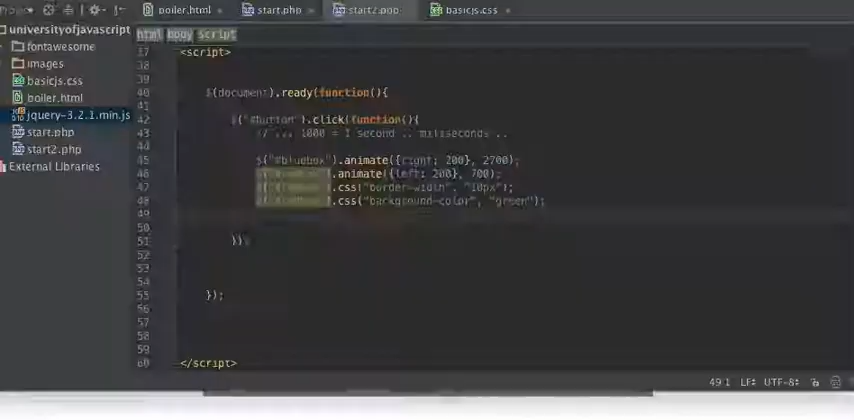 boiler.html × start.php × start2.php basicjs.css ×
universityofjavascript
fontawesome
images
basicjs.css
boiler.html
jquery-3.2.1.min.js
start.php
start2.php
External Libraries
html body script
37 <script>
38
39
40 $(document).ready(function(){
41
42 $("#button").click(function(){
43 // ... 1000 = 1 second .. miliseconds ..
44
45 $("#bluebox").animate({right: 200}, 2700);
46 .animate({left: 200}, 700);
47 .css("border-width", "10px");
48 .css("background-color", "green");
49
50
51 });
52
53
54
55 });
56
57
58
59
60 </script>
49:1 LF÷ UTF-8÷